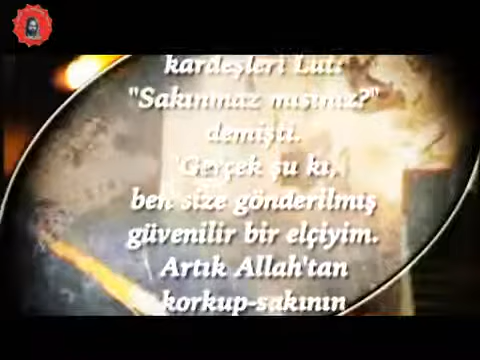 kardeşleri Lut:
"Sakınmaz mısınız?"
demişti.
"Gerçek şu ki,
ben size gönderilmiş
güvenilir bir elçiyim.
Artık Allah'tan
korkup-sakının